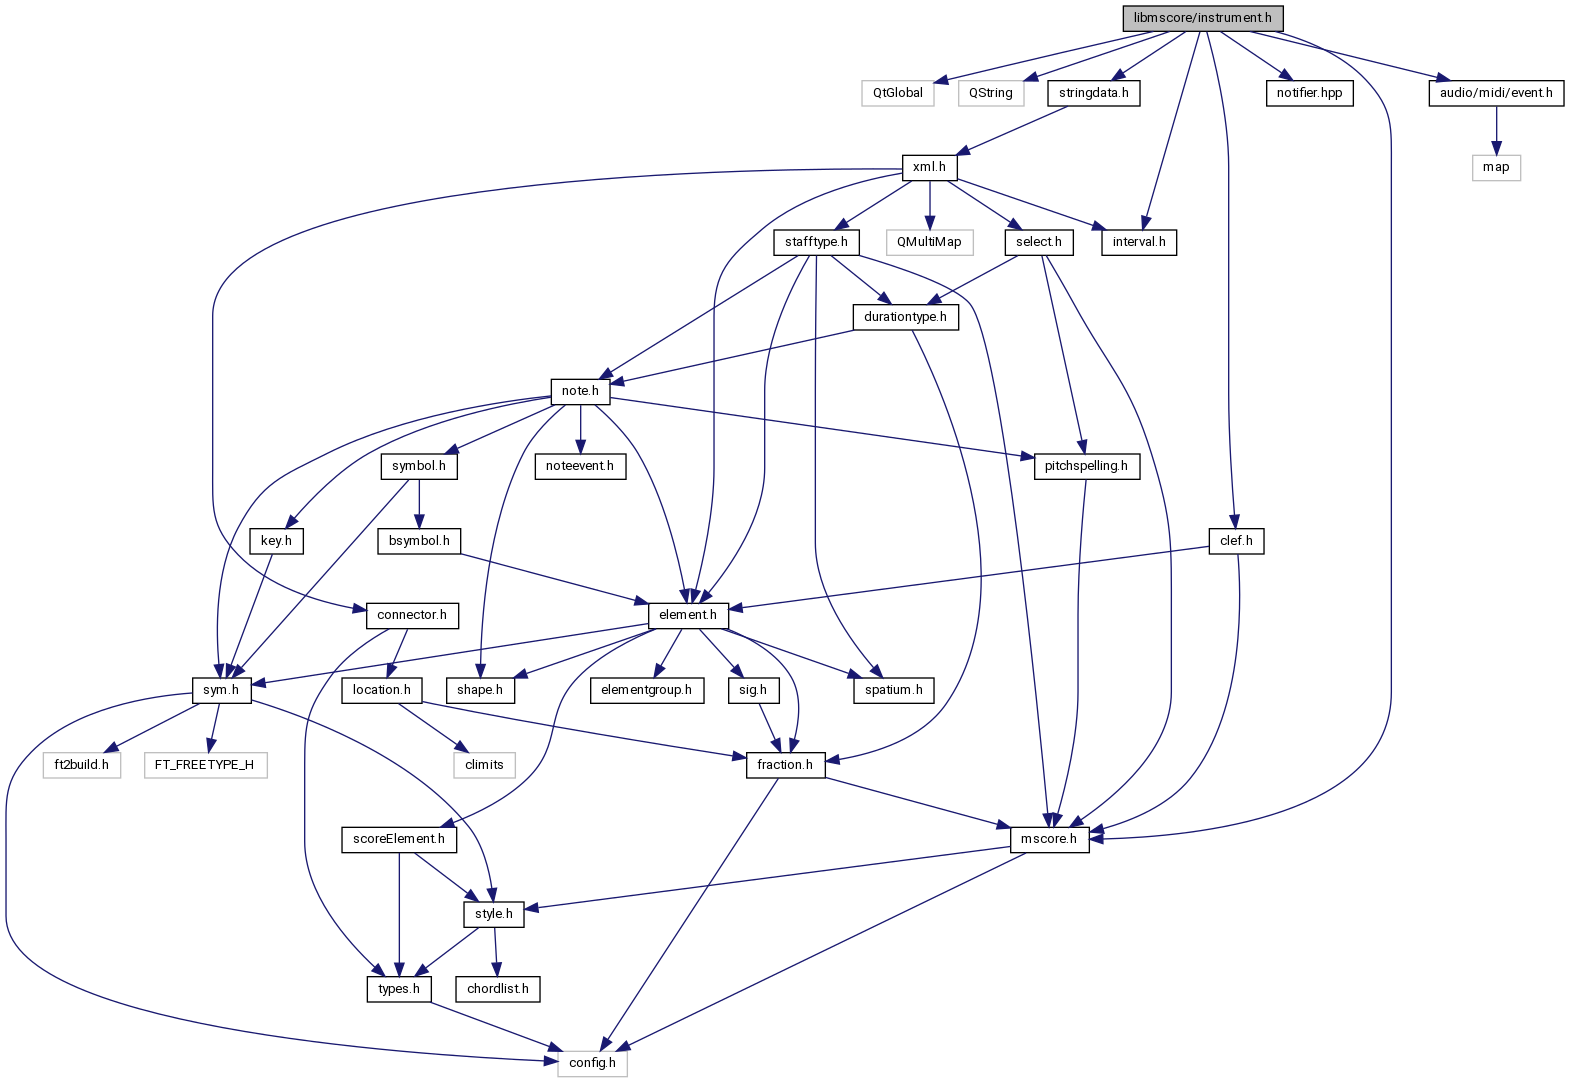 libmscore/instrument.h
QtGlobal
QString
stringdata.h
notifier.hpp
audio/midi/event.h
xml.h
map
stafftype.h
QMultiMap
select.h
interval.h
durationtype.h
note.h
symbol.h
noteevent.h
pitchspelling.h
key.h
bsymbol.h
clef.h
connector.h
element.h
sym.h
location.h
shape.h
elementgroup.h
sig.h
spatium.h
ft2build.h
FT_FREETYPE_H
climits
fraction.h
scoreElement.h
mscore.h
style.h
types.h
chordlist.h
config.h